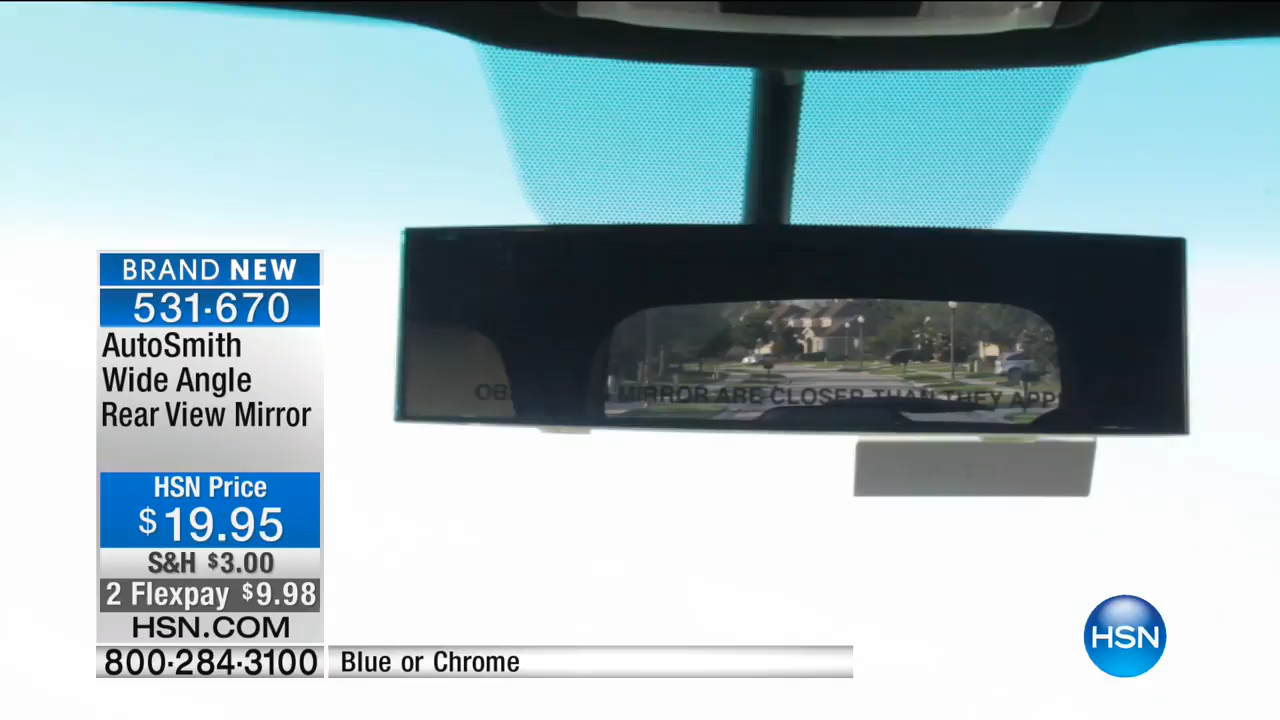 BRAND NEW
531·670
AutoSmith
Wide Angle
Rear View Mirror
HSN Price
$19.95
S&H $3.00
2 Flexpay $9.98
HSN.COM
800·284·3100
Blue or Chrome
MIRROR ARE CLOSER THAN THEY
HSN